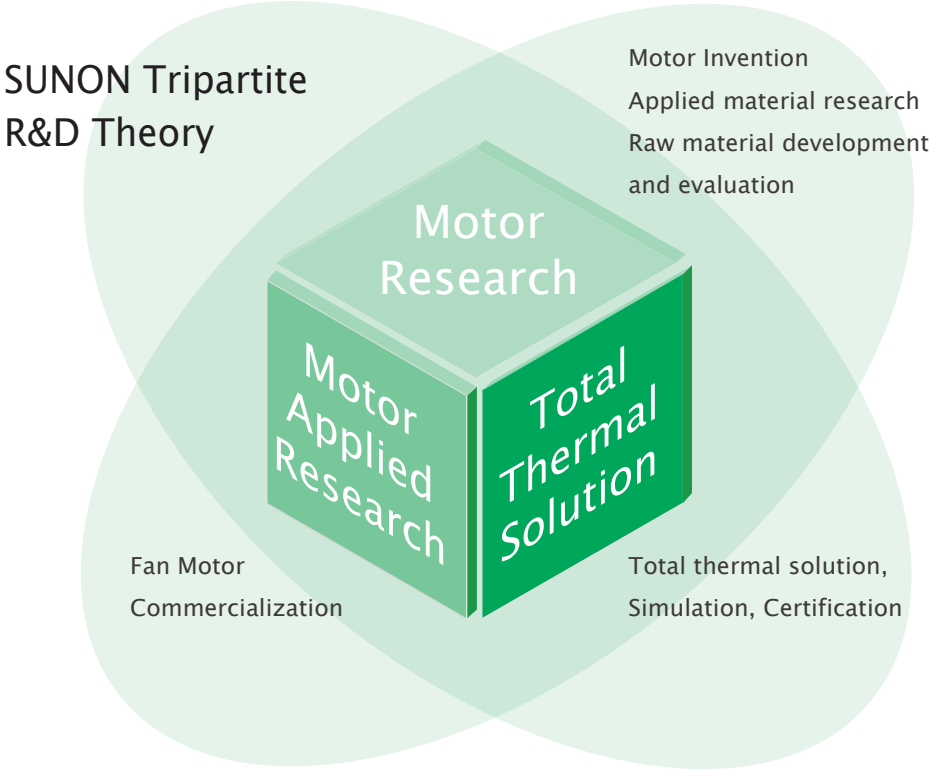 SUNON Tripartite
R&D Theory
Motor Invention
Applied material research
Raw material development
and evaluation
Motor
Research
Motor
Applied
Research
Total
Thermal
Solution
Fan Motor
Commercialization
Total thermal solution,
Simulation, Certification